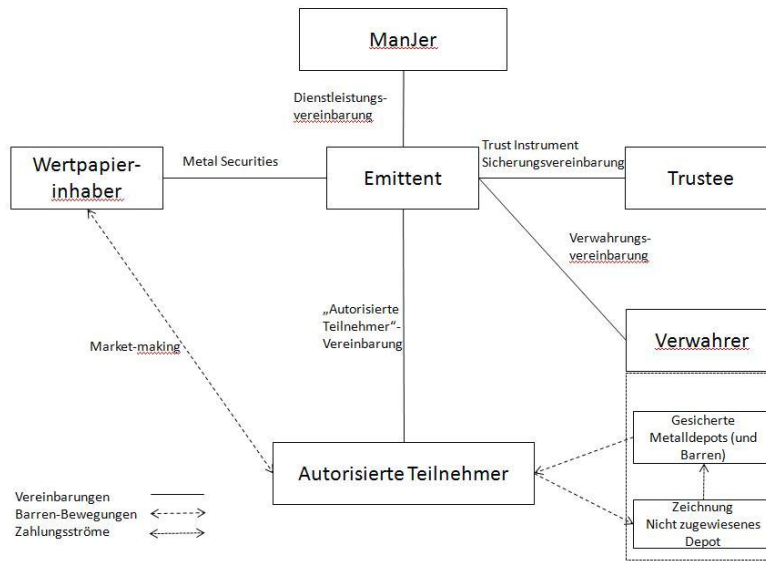 ManJer
Dienstleistungs-
vereinbarung
Wertpapier-
inhaber
Metal Securities
Emittent
Trust Instrument
Sicherungsvereinbarung
Trustee
Verwahrungs-
vereinbarung
„Autorisierte
Teilnehmer“-
Vereinbarung
Market-making
Verwahrer
Gesicherte
Metalldepots (und
Barren)
Autorisierte Teilnehmer
Zeichnung
Nicht zugewiesenes
Depot
Vereinbarungen
Barren-Bewegungen
Zahlungsströme